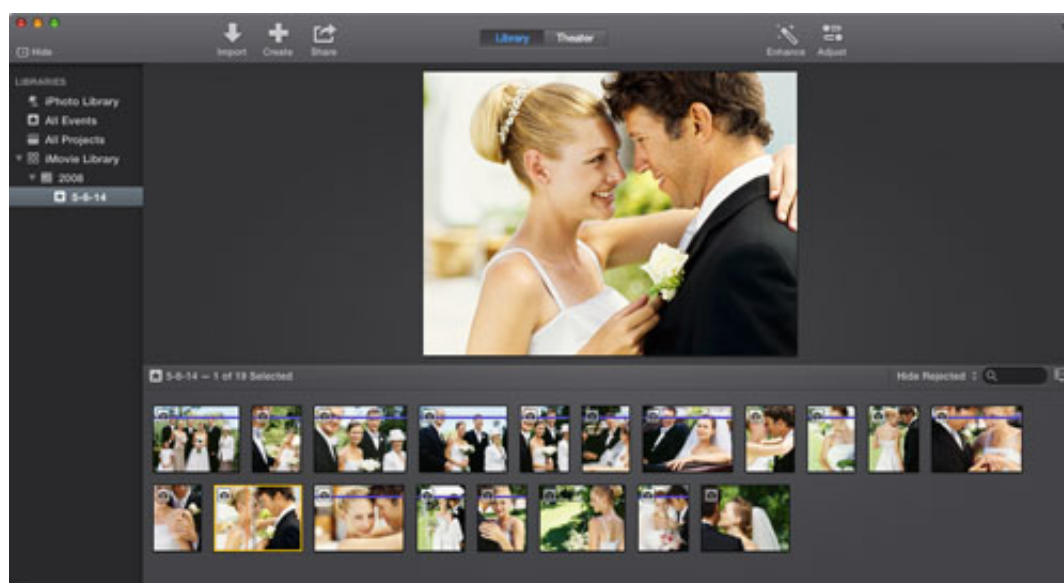 Hide
Import
Create
Share
Library
Theater
Enhance
Adjust
LIBRARIES
iPhoto Library
All Events
All Projects
iMovie Library
2008
5-6-14
5-6-14 — 1 of 19 Selected
Hide Rejected